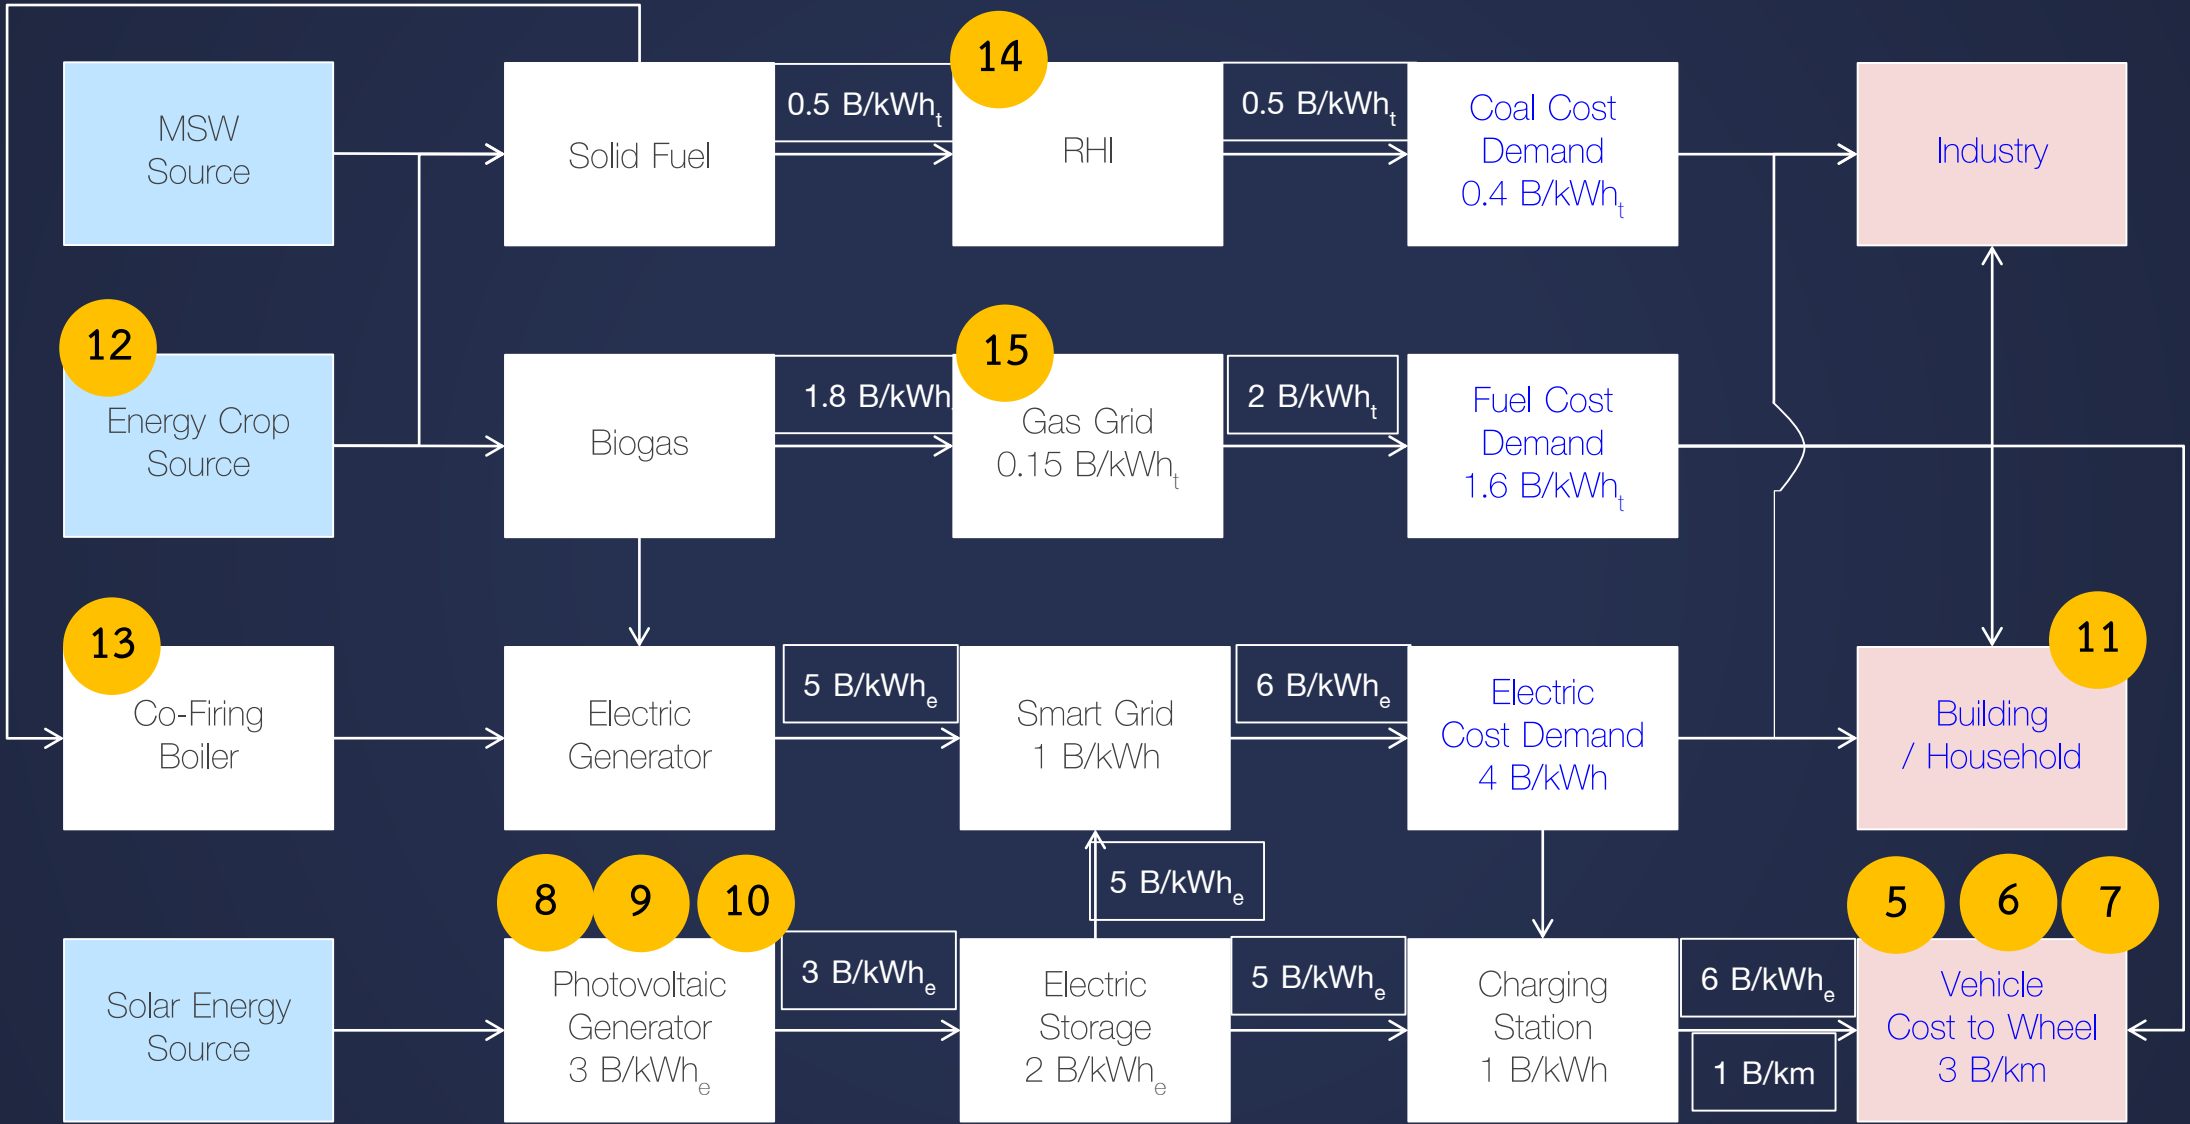 14
MSW
Source
Solid Fuel
0.5 B/kWhₜ
RHI
0.5 B/kWhₜ
Coal Cost
Demand
0.4 B/kWhₜ
Industry
12
Energy Crop
Source
Biogas
1.8 B/kWh
15
Gas Grid
0.15 B/kWhₜ
2 B/kWhₜ
Fuel Cost
Demand
1.6 B/kWhₜ
13
Co-Firing
Boiler
Electric
Generator
5 B/kWhₑ
Smart Grid
1 B/kWh
6 B/kWhₑ
Electric
Cost Demand
4 B/kWh
11
Building
/ Household
5 B/kWhₑ
Solar Energy
Source
8
9
10
Photovoltaic
Generator
3 B/kWhₑ
3 B/kWhₑ
Electric
Storage
2 B/kWhₑ
5 B/kWhₑ
Charging
Station
1 B/kWh
6 B/kWhₑ
1 B/km
5
6
7
Vehicle
Cost to Wheel
3 B/km